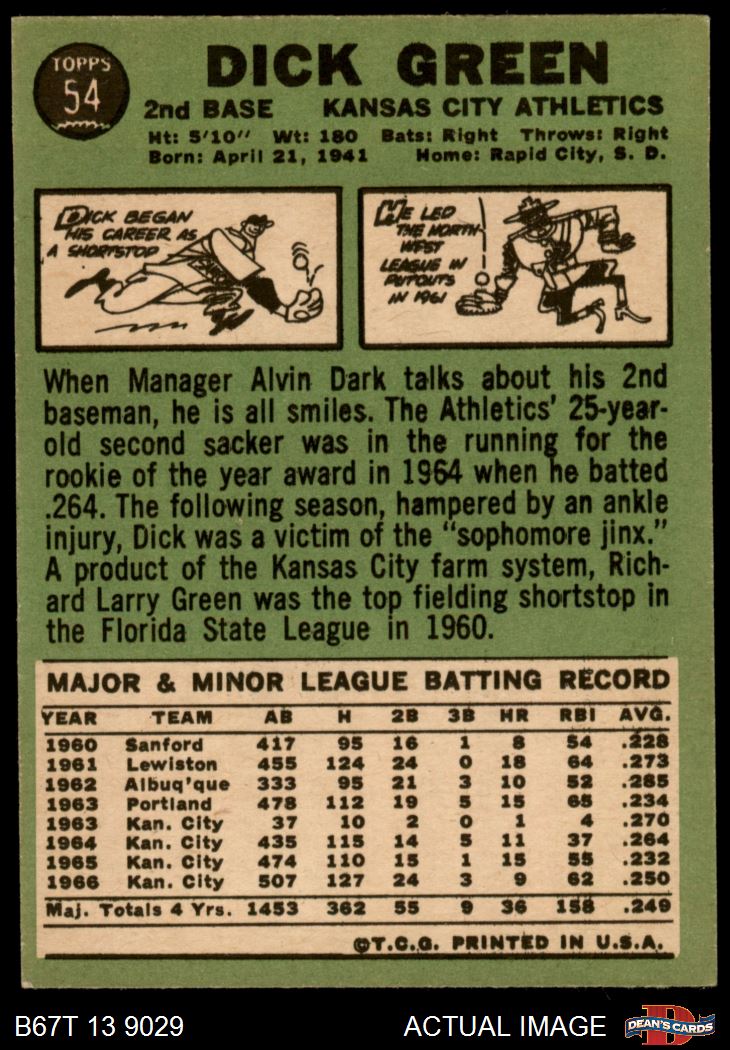 TOPPS
54
DICK GREEN
2nd BASE KANSAS CITY ATHLETICS
Ht: 5'10" Wt: 180 Bats: Right Throws: Right
Born: April 21, 1941 Home: Rapid City, S. D.
DICK BEGAN
HIS CAREER AS
A SHORTSTOP
HE LED
THE NORTH-
WEST
LEAGUE IN
PUTOUTS
IN 1961
When Manager Alvin Dark talks about his 2nd
baseman, he is all smiles. The Athletics' 25-year-
old second sacker was in the running for the
rookie of the year award in 1964 when he batted
.264. The following season, hampered by an ankle
injury, Dick was a victim of the "sophomore jinx."
A product of the Kansas City farm system, Rich-
ard Larry Green was the top fielding shortstop in
the Florida State League in 1960.
MAJOR & MINOR LEAGUE BATTING RECORD
YEAR TEAM AB H 2B 3B HR RBI AVG.
1960 Sanford 417 95 16 1 8 54 .228
1961 Lewiston 455 124 24 0 18 64 .273
1962 Albuq'que 333 95 21 3 10 52 .285
1963 Portland 478 112 19 5 15 65 .234
1963 Kan. City 37 10 2 0 1 4 .270
1964 Kan. City 435 115 14 5 11 37 .264
1965 Kan. City 474 110 15 1 15 55 .232
1966 Kan. City 507 127 24 3 9 62 .250
Maj. Totals 4 Yrs. 1453 362 55 9 36 158 .249
©T.C.G. PRINTED IN U.S.A.
B67T 13 9029 ACTUAL IMAGE
D
DEAN'S CARDS